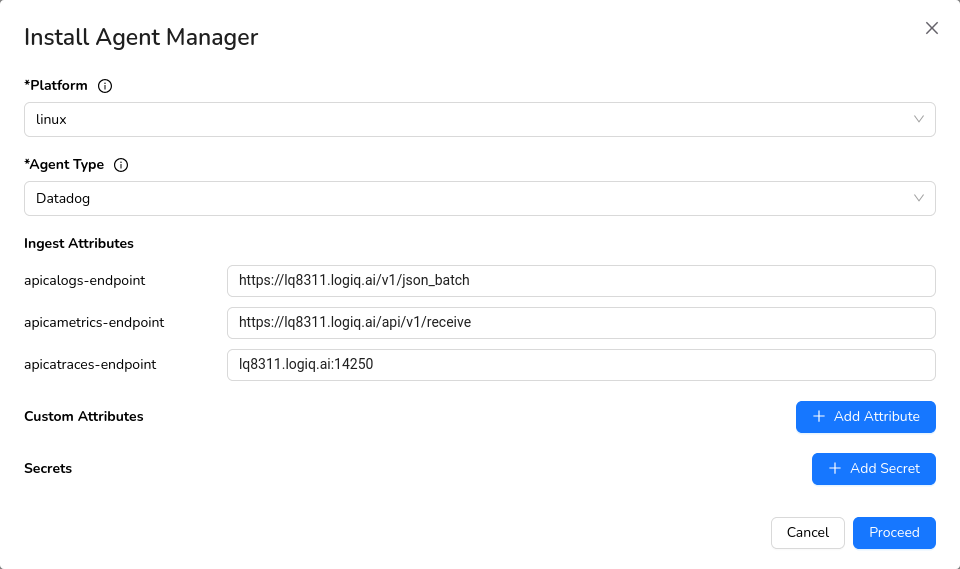 Install Agent Manager
*Platform
linux
*Agent Type
Datadog
Ingest Attributes
apicalogs-endpoint https://lq8311.logiq.ai/v1/json_batch
apicametrics-endpoint https://lq8311.logiq.ai/api/v1/receive
apicatraces-endpoint lq8311.logiq.ai:14250
Custom Attributes + Add Attribute
Secrets + Add Secret
Cancel Proceed